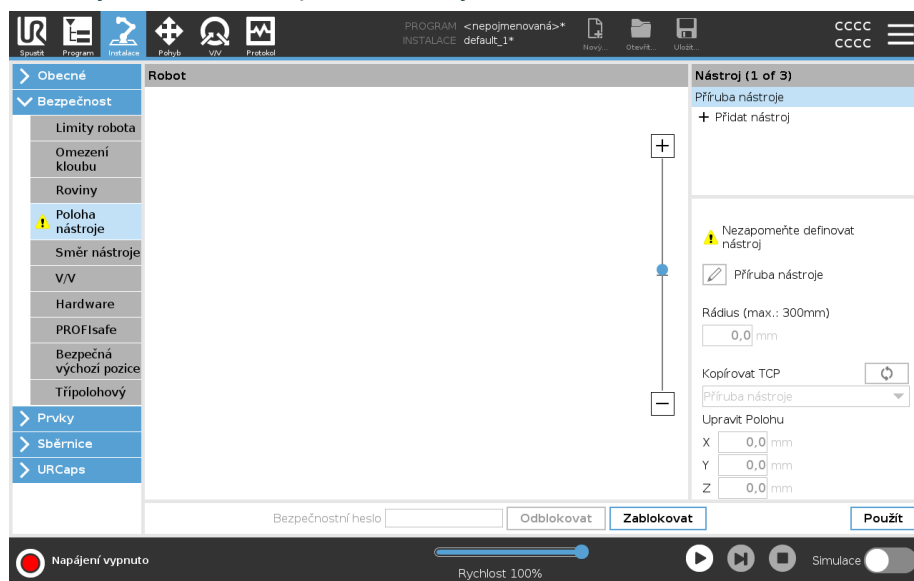 PROGRAM <nepojmenovaná>*
INSTALACE default_1*
Spustit
Program
Instalace
Pohyb
V/V
Protokol
Nový...
Otevřít...
Uložit...
cccc
cccc
Obecné
Bezpečnost
Limity robota
Omezení
kloubu
Roviny
Poloha
nástroje
Směr nástroje
V/V
Hardware
PROFIsafe
Bezpečná
výchozí pozice
Třípolohový
Prvky
Sběrnice
URCaps
Robot
Nástroj (1 of 3)
Příruba nástroje
+ Přidat nástroj
Nezapomeňte definovat
nástroj
Příruba nástroje
Rádius (max.: 300mm)
0,0 mm
Kopírovat TCP
Příruba nástroje
Upravit Polohu
X 0,0 mm
Y 0,0 mm
Z 0,0 mm
Bezpečnostní heslo
Odblokovat
Zablokovat
Použít
Napájení vypnuto
Rychlost 100%
Simulace